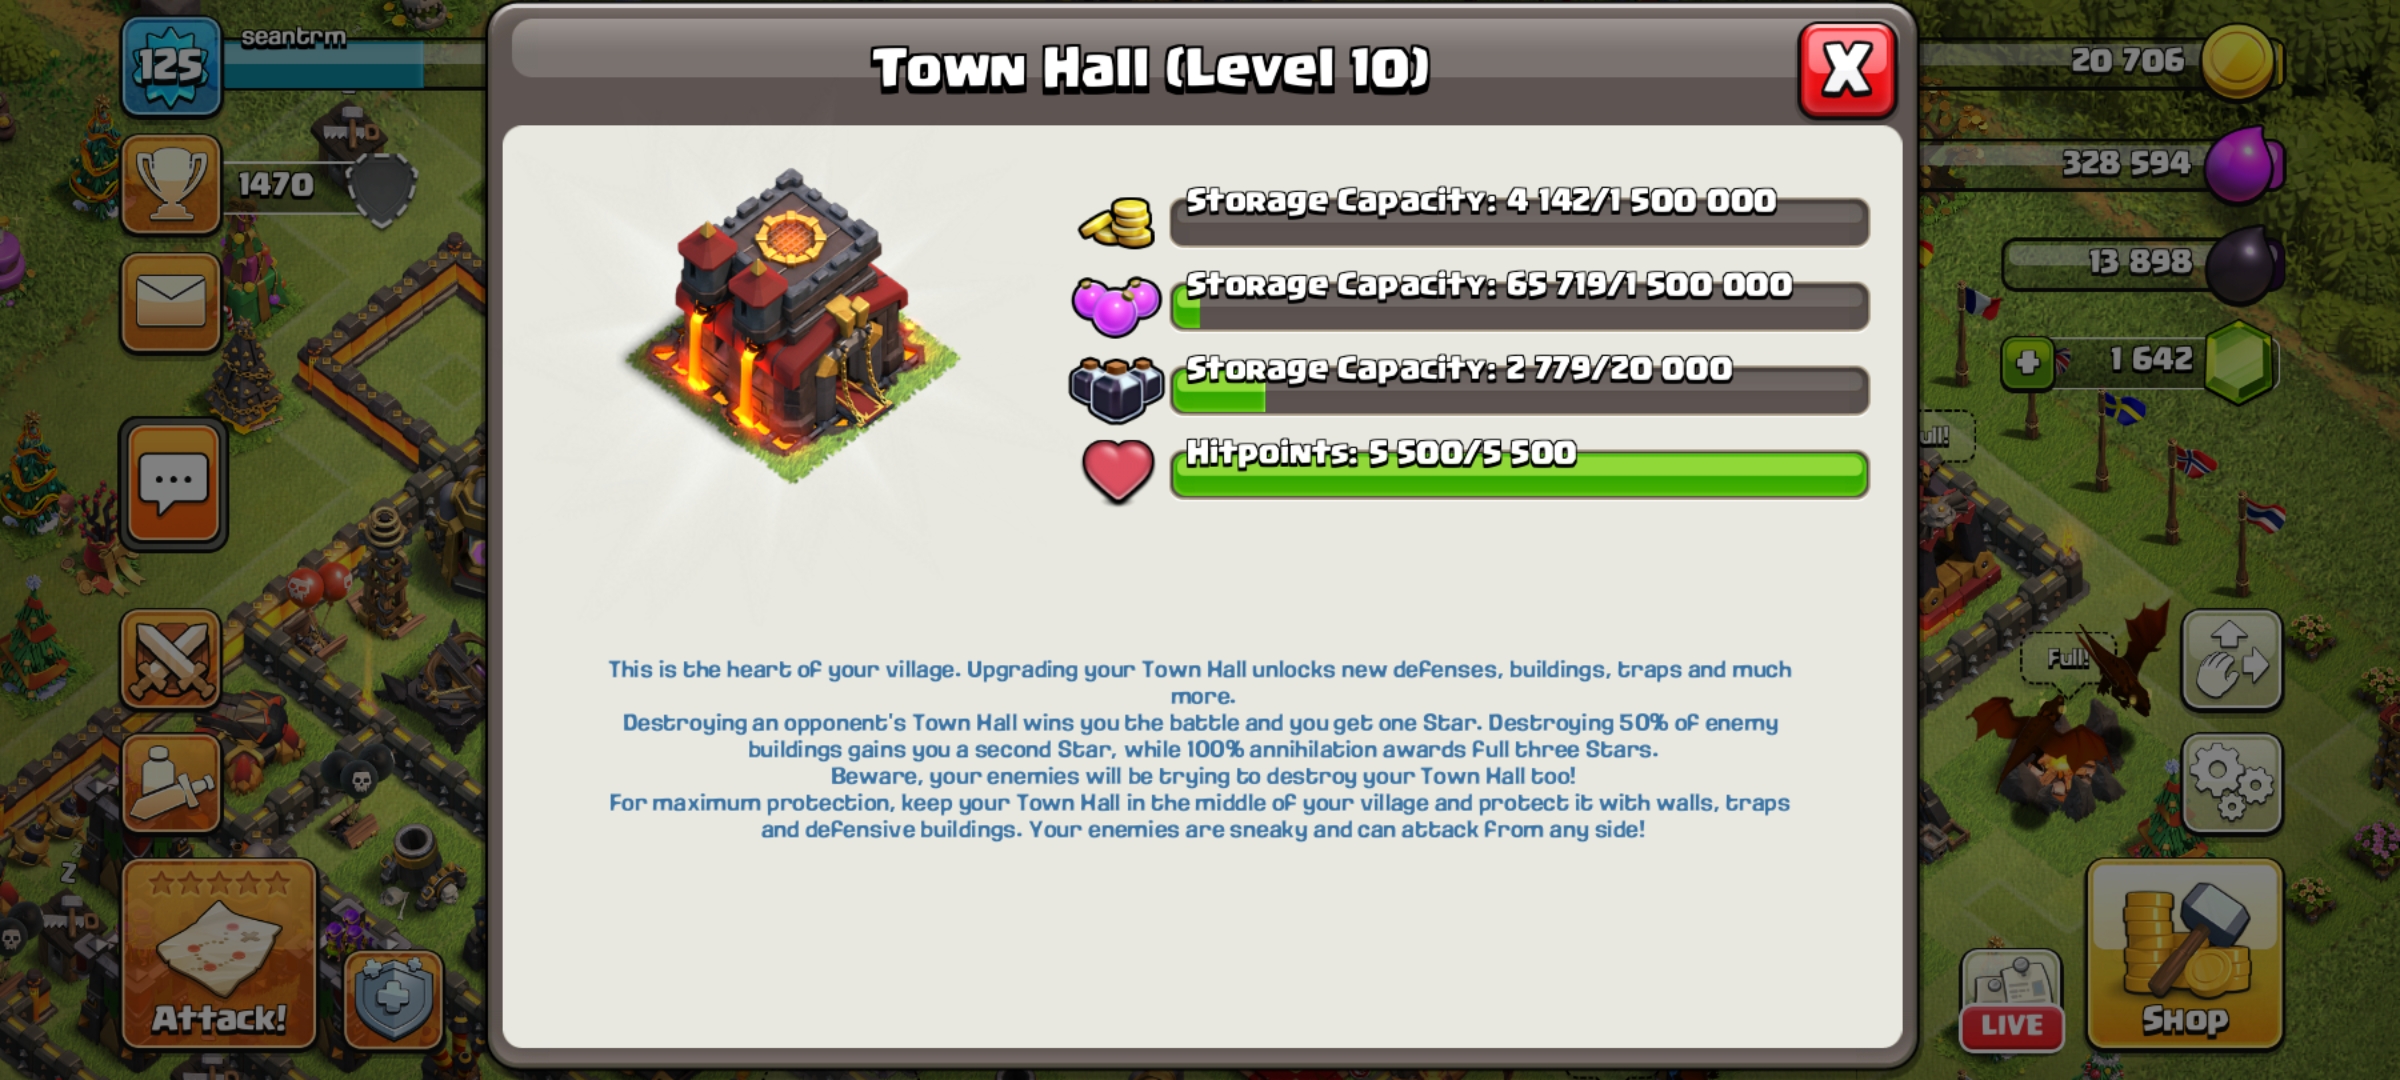 125
seantrm
Town Hall (Level 10)
X
20 706
1470
328 594
13 898
1 642
Storage Capacity: 4 142/1 500 000
Storage Capacity: 65 719/1 500 000
Storage Capacity: 2 779/20 000
Hitpoints: 5 500/5 500
This is the heart of your village. Upgrading your Town Hall unlocks new defenses, buildings, traps and much
more.
Destroying an opponent's Town Hall wins you the battle and you get one Star. Destroying 50% of enemy
buildings gains you a second Star, while 100% annihilation awards full three Stars.
Beware, your enemies will be trying to destroy your Town Hall too!
For maximum protection, keep your Town Hall in the middle of your village and protect it with walls, traps
and defensive buildings. Your enemies are sneaky and can attack from any side!
Full!
Z
Attack!
LIVE
Shop